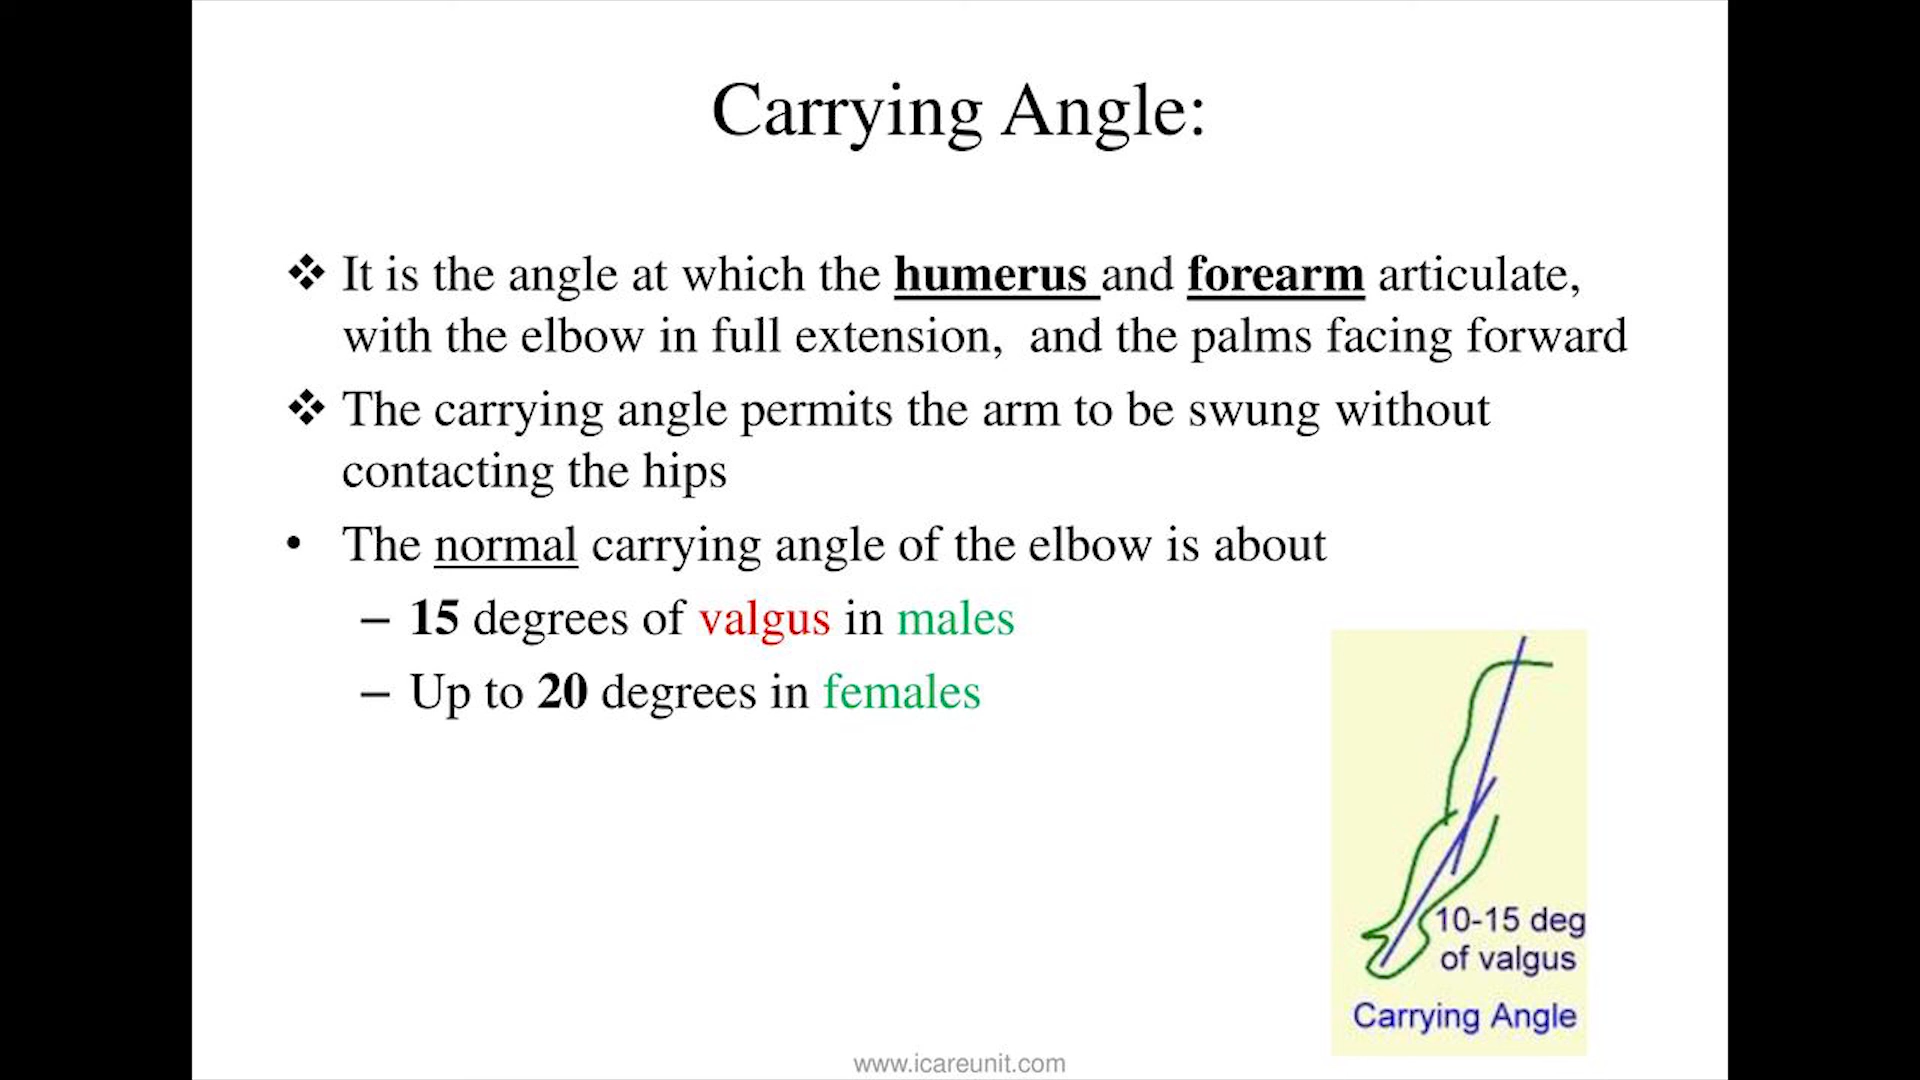 Carrying Angle:
❖ It is the angle at which the humerus and forearm articulate,
with the elbow in full extension, and the palms facing forward
❖ The carrying angle permits the arm to be swung without
contacting the hips
• The normal carrying angle of the elbow is about
– 15 degrees of valgus in males
– Up to 20 degrees in females
10-15 deg
of valgus
Carrying Angle
www.icareunit.com